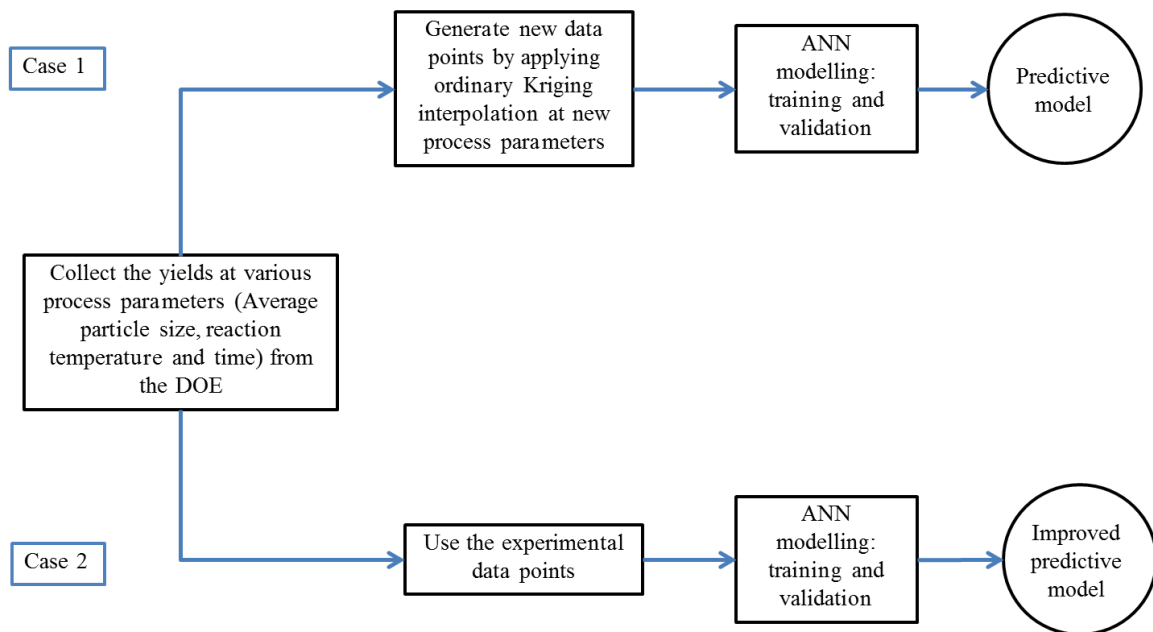 Case 1
Generate new data
points by applying
ordinary Kriging
interpolation at new
process parameters
ANN
modelling:
training and
validation
Predictive
model
Collect the yields at various
process parameters (Average
particle size, reaction
temperature and time) from
the DOE
Case 2
Use the experimental
data points
ANN
modelling:
training and
validation
Improved
predictive
model